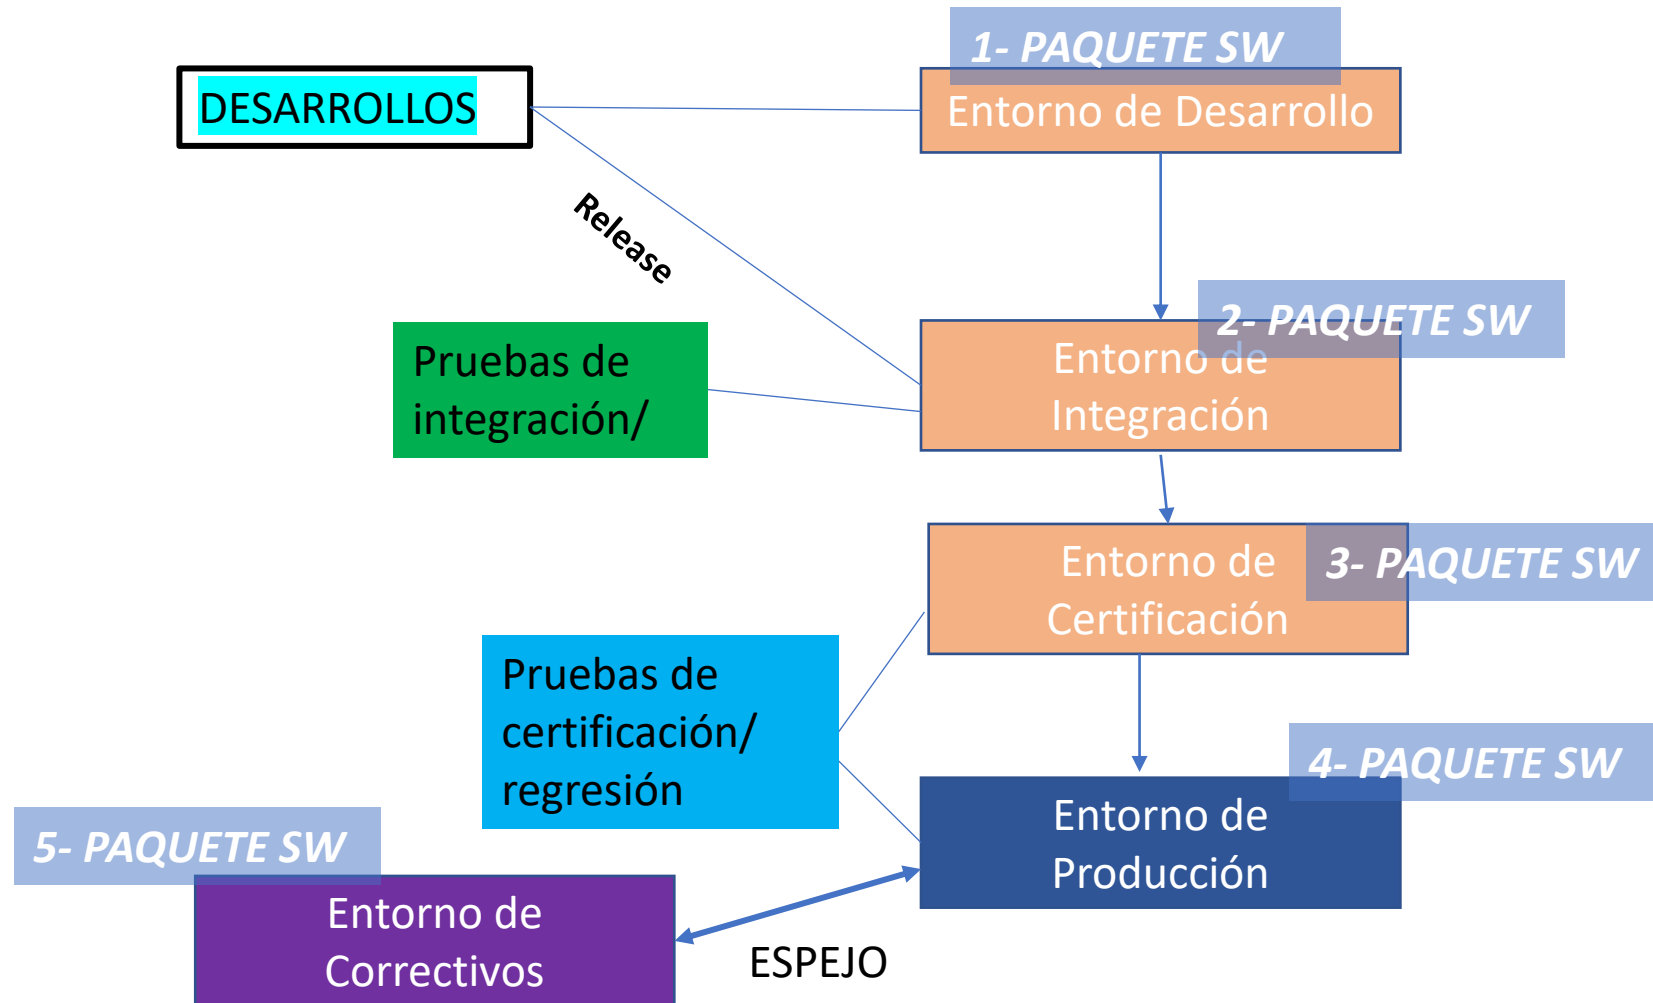 1- PAQUETE SW
DESARROLLOS
Entorno de Desarrollo
Release
2- PAQUETE SW
Pruebas de
integración/
Entorno de
Integración
3- PAQUETE SW
Entorno de
Certificación
Pruebas de
certificación/
regresión
4- PAQUETE SW
Entorno de
Producción
5- PAQUETE SW
Entorno de
Correctivos
ESPEJO